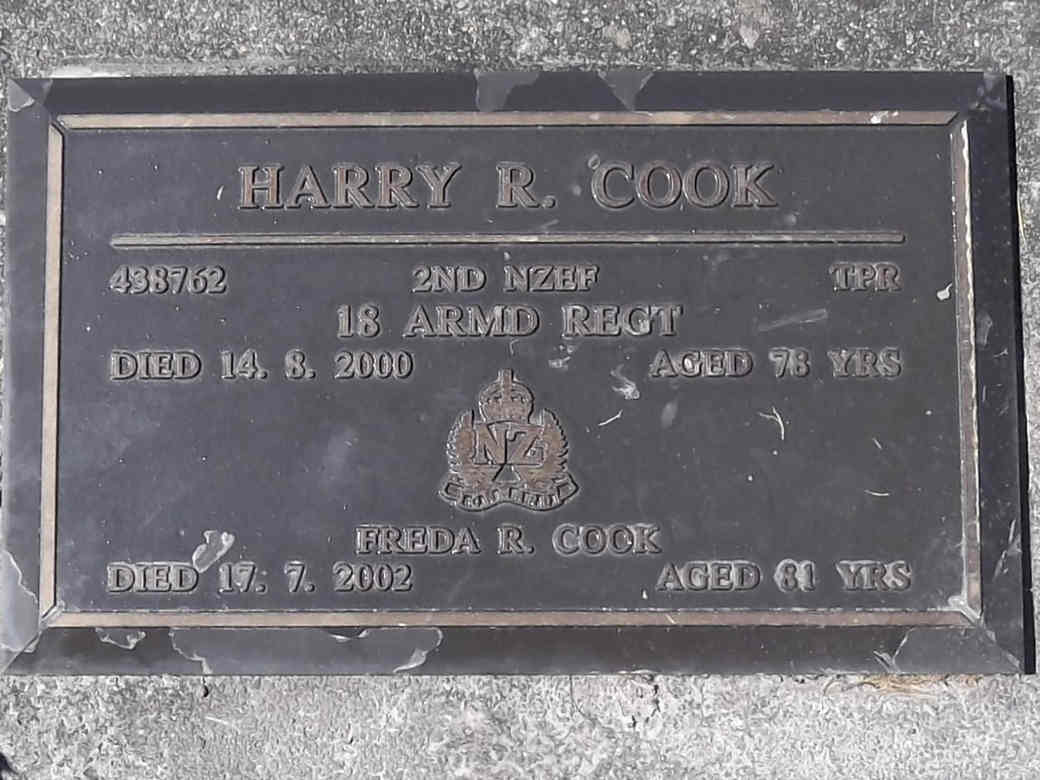 HARRY R. COOK
438762 2ND NZEF TPR
18 ARMD REGT
DIED 14. 8. 2000 AGED 78 YRS
NZ
FREDA R. COOK
DIED 17. 7. 2002 AGED 81 YRS